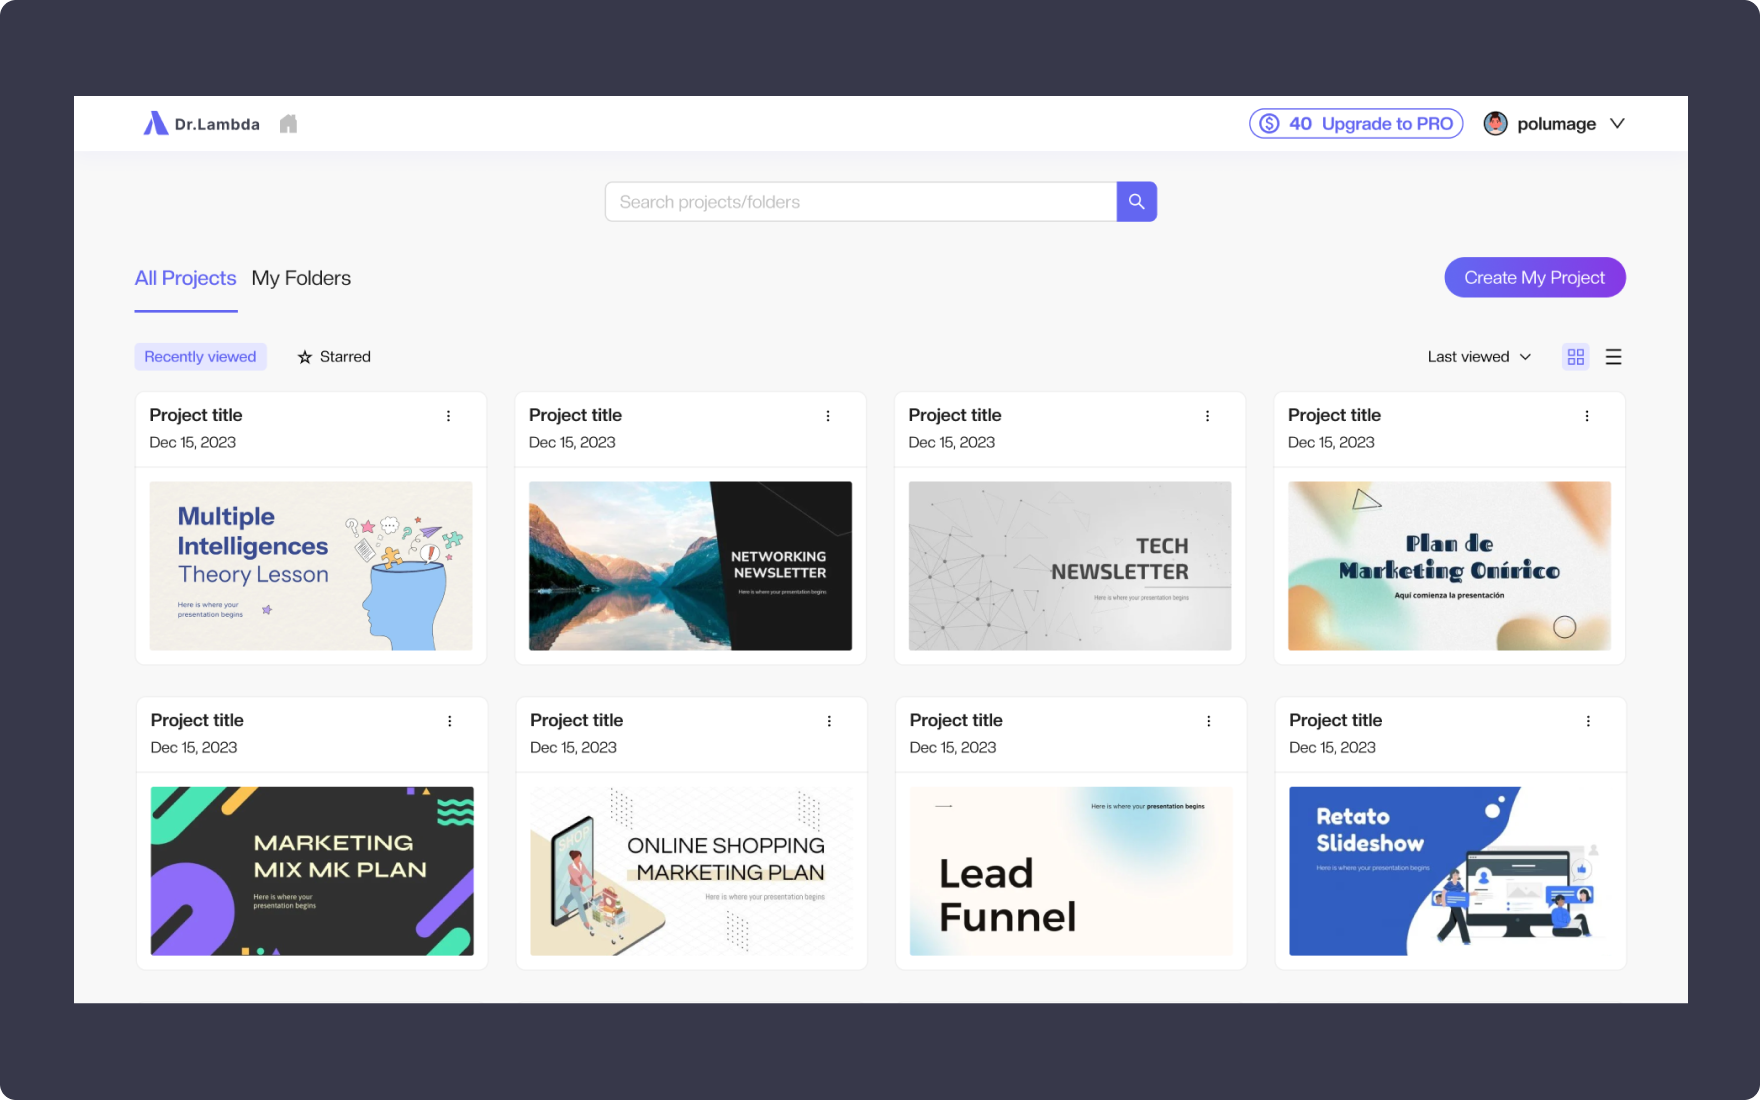 Dr.Lambda
40 Upgrade to PRO
polumage
Search projects/folders
All Projects
My Folders
Create My Project
Recently viewed
Starred
Last viewed
Project title
Dec 15, 2023
Multiple
Intelligences
Theory Lesson
Here is where your
presentation begins
Project title
Dec 15, 2023
NETWORKING
NEWSLETTER
Here is where your presentation begins
Project title
Dec 15, 2023
TECH
NEWSLETTER
Here is where your presentation begins
Project title
Dec 15, 2023
Plan de
Marketing Onírico
Aquí comienza la presentación
Project title
Dec 15, 2023
MARKETING
MIX MK PLAN
Here is where your
presentation begins
Project title
Dec 15, 2023
SHOP
ONLINE SHOPPING
MARKETING PLAN
Here is where your presentation begins
Project title
Dec 15, 2023
Here is where your presentation begins
Lead
Funnel
Project title
Dec 15, 2023
Retato
Slideshow
Here is where your presentation begins